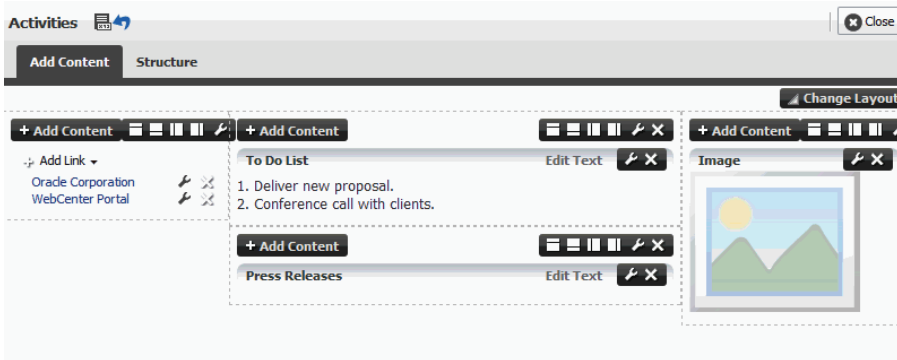 Activities
Close
Add Content
Structure
Change Layout
+ Add Content
Add Link
Oracle Corporation
WebCenter Portal
+ Add Content
To Do List
Edit Text
1. Deliver new proposal.
2. Conference call with clients.
+ Add Content
Press Releases
Edit Text
+ Add Content
Image